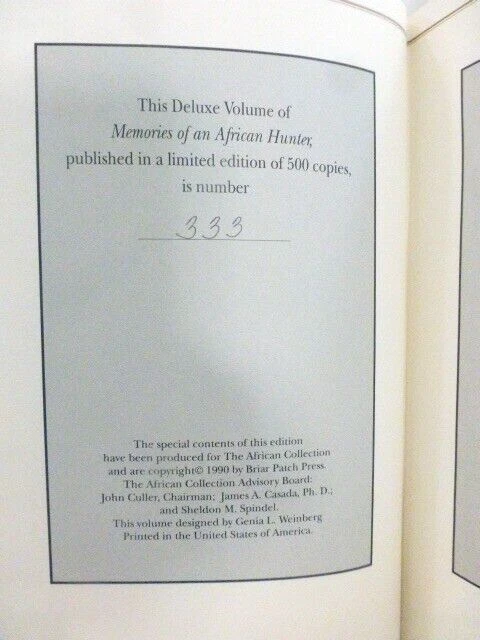 This Deluxe Volume of
Memories of an African Hunter,
published in a limited edition of 500 copies,
is number
333
The special contents of this edition
have been produced for The African Collection
and are copyright© 1990 by Briar Patch Press.
The African Collection Advisory Board:
John Culler, Chairman; James A. Casada, Ph. D.;
and Sheldon M. Spindel.
This volume designed by Genia L. Weinberg
Printed in the United States of America.